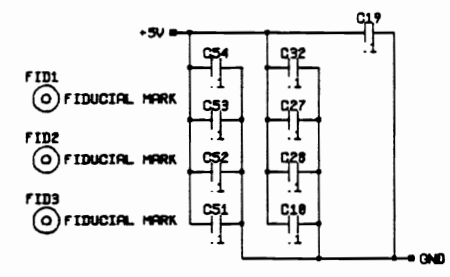 C19
+5V
.1
C54 C32
.1 .1
FID1
FIDUCIAL MARK
C53 C27
.1 .1
FID2
FIDUCIAL MARK
C52 C28
.1 .1
FID3
FIDUCIAL MARK
C51 C18
.1 .1
GND